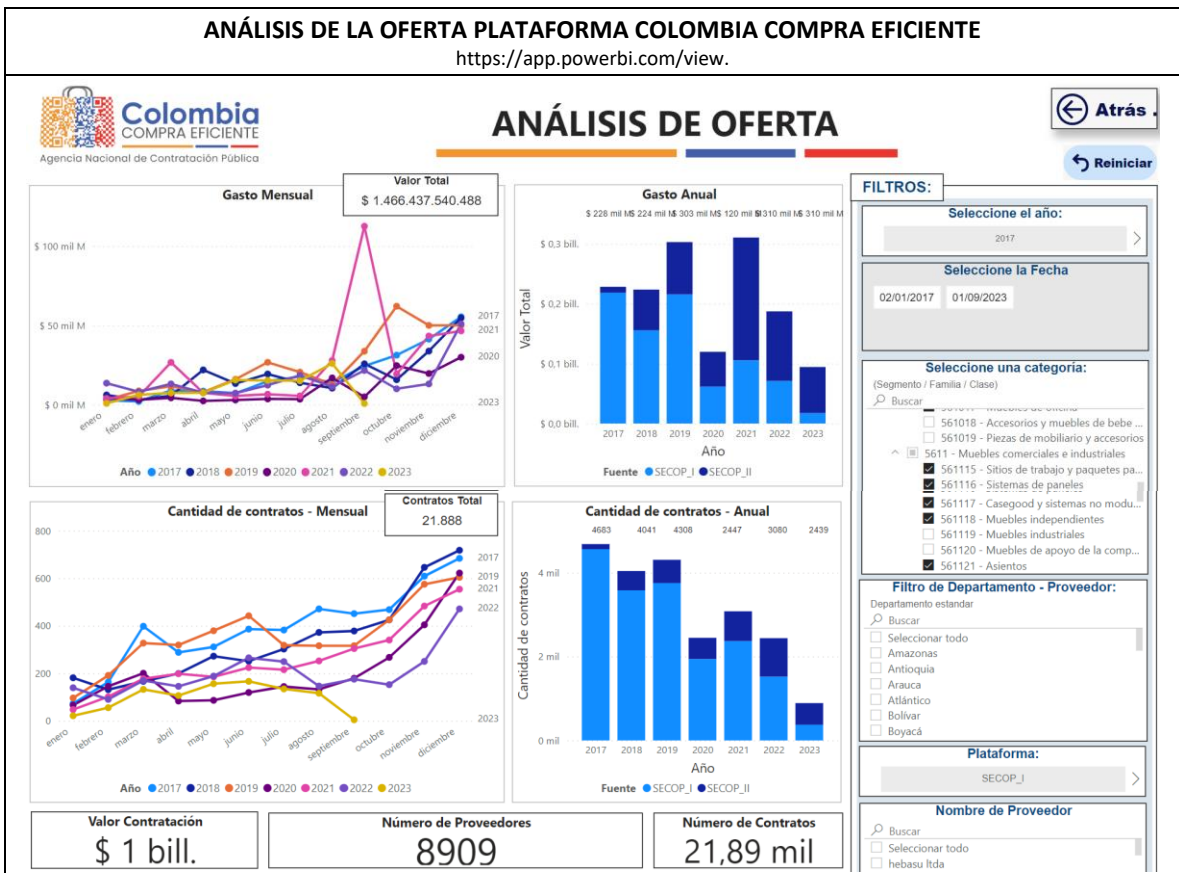 ANÁLISIS DE LA OFERTA PLATAFORMA COLOMBIA COMPRA EFICIENTE
https://app.powerbi.com/view.
Colombia
COMPRA EFICIENTE
Agencia Nacional de Contratación Pública
ANÁLISIS DE OFERTA
Atrás .
Reiniciar
Gasto Mensual
Valor Total
$ 1.466.437.540.488
$ 100 mil M
$ 50 mil M
$ 0 mil M
2017
2021
2020
2023
enero febrero marzo abril mayo junio julio agosto septiembre octubre noviembre diciembre
Año 2017 2018 2019 2020 2021 2022 2023
Gasto Anual
$ 228 mil M $ 224 mil M $ 303 mil M $ 120 mil M $ 310 mil M $ 310 mil M
Valor Total
$ 0,3 bill.
$ 0,2 bill.
$ 0,1 bill.
$ 0,0 bill.
2017 2018 2019 2020 2021 2022 2023
Año
Fuente SECOP_I SECOP_II
Cantidad de contratos - Mensual
Contratos Total
21.888
800
600
400
200
0
2017
2019
2021
2022
2023
enero febrero marzo abril mayo junio julio agosto septiembre octubre noviembre diciembre
Año 2017 2018 2019 2020 2021 2022 2023
Cantidad de contratos - Anual
4683 4041 4308 2447 3080 2439
Cantidad de contratos
4 mil
2 mil
0 mil
2017 2018 2019 2020 2021 2022 2023
Año
Fuente SECOP_I SECOP_II
Valor Contratación
$ 1 bill.
Número de Proveedores
8909
Número de Contratos
21,89 mil
FILTROS:
Seleccione el año:
2017
Seleccione la Fecha
02/01/2017 01/09/2023
Seleccione una categoría:
(Segmento / Familia / Clase)
Buscar
561018 - Accesorios y muebles de bebe ...
561019 - Piezas de mobiliario y accesorios
5611 - Muebles comerciales e industriales
561115 - Sitios de trabajo y paquetes pa...
561116 - Sistemas de paneles
561117 - Casegood y sistemas no modu...
561118 - Muebles independientes
561119 - Muebles industriales
561120 - Muebles de apoyo de la comp...
561121 - Asientos
Filtro de Departamento - Proveedor:
Departamento estandar
Buscar
Seleccionar todo
Amazonas
Antioquia
Arauca
Atlántico
Bolívar
Boyacá
Plataforma:
SECOP_I
Nombre de Proveedor
Buscar
Seleccionar todo
hebasu ltda